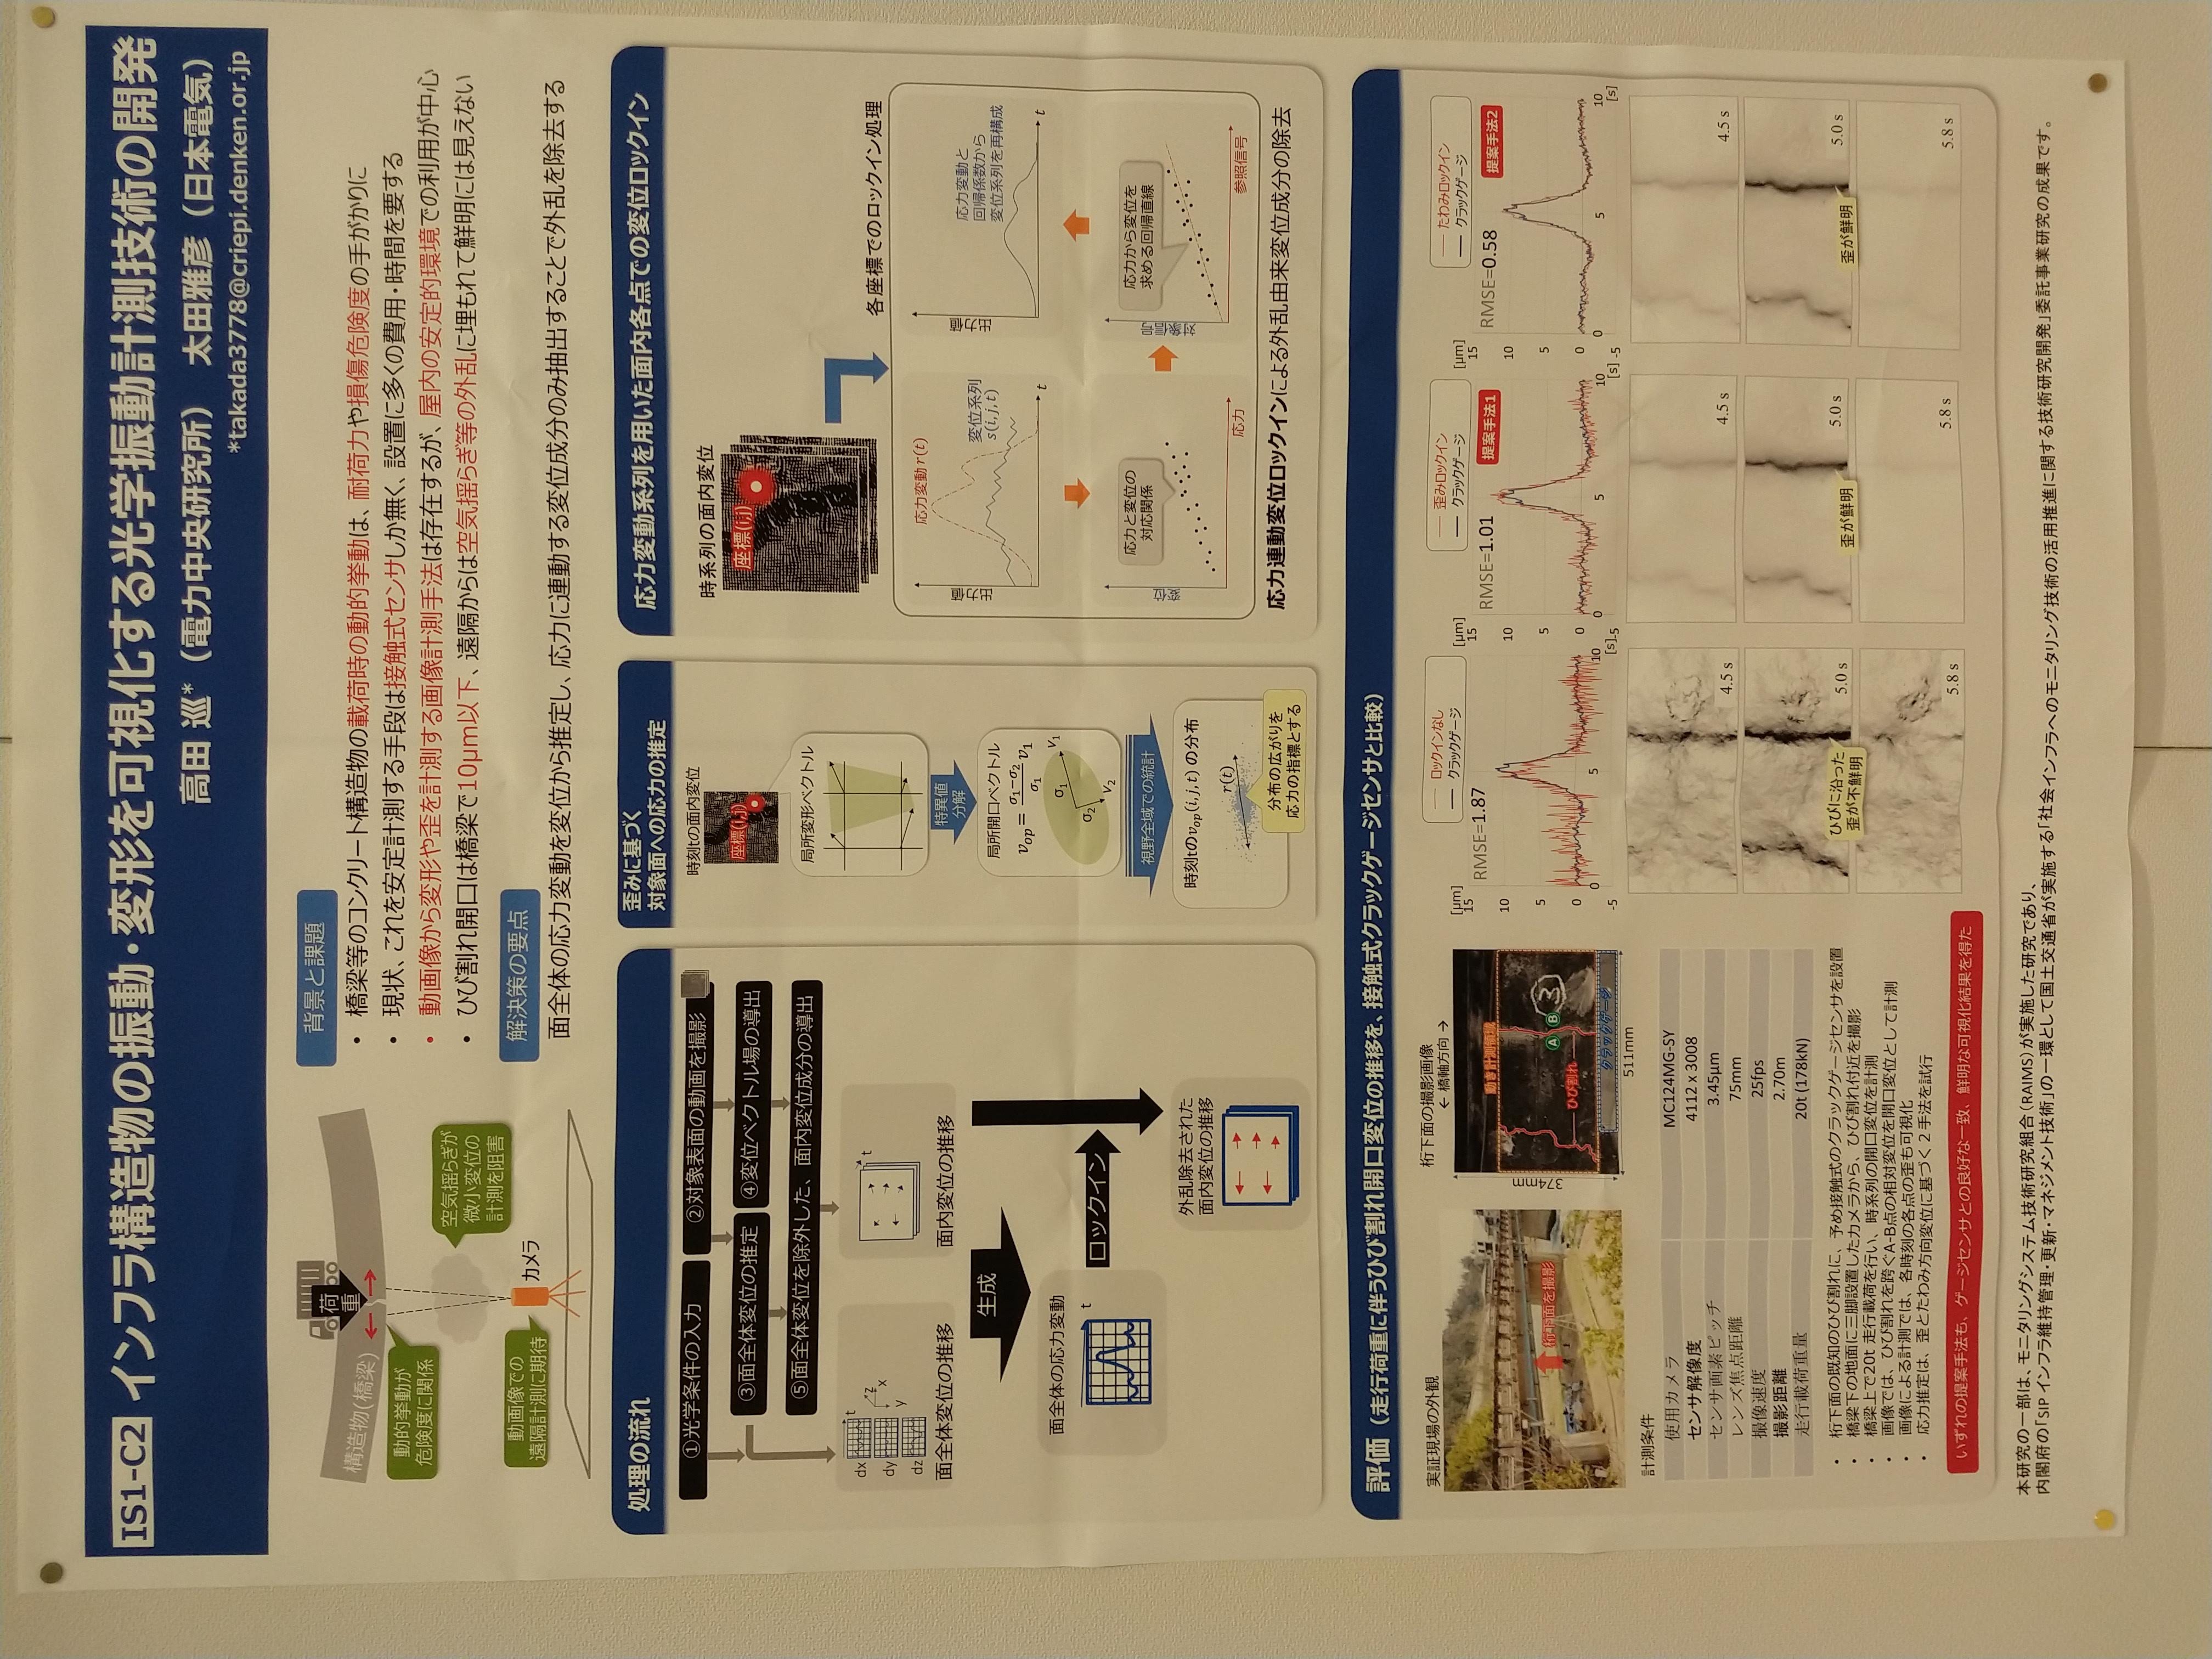 IS1-C2 インフラ構造物の振動・変形を可視化する光学振動計測技術の開発
高田 巡*（電力中央研究所）　太田雅彦（日本電気）
*takada3778@criepi.denken.or.jp
荷重
構造物(橋梁)
動的挙動が
危険度に関係
空気揺らぎが
微小変位の
計測を阻害
動画像での
遠隔計測に期待
カメラ
背景と課題
• 橋梁等のコンクリート構造物の載荷時の動的挙動は、耐荷力や損傷危険度の手がかりに
• 現状、これを安定計測する手段は接触式センサしか無く、設置に多くの費用・時間を要する
• 動画像から変形や歪を計測する画像計測手法は存在するが、屋内の安定的環境での利用が中心
• ひび割れ開口は橋梁で10μm以下、遠隔からは空気揺らぎ等の外乱に埋もれて鮮明には見えない
解決策の要点
面全体の応力変動を変位から推定し、応力に連動する変位成分のみ抽出することで外乱を除去する
処理の流れ
①光学条件の入力
②対象表面の動画を撮影
③面全体変位の推定
④変位ベクトル場の導出
⑤面全体変位を除外した、面内変位成分の導出
dx
dy
dz
t
z
x
y
面全体変位の推移
t
面内変位の推移
生成
面全体の応力変動
t
ロックイン
外乱除去された
面内変位の推移
歪みに基づく
対象面への応力の推定
時刻tの面内変位
座標(i,j)
局所変形ベクトル
特異値
分解
局所開口ベクトル
v_op = (σ1−σ2)/σ1 v1
σ1
v1
σ2
v2
視野全域での統計
時刻tのv_op(i,j,t) の分布
r(t)
分布の広がりを
応力の指標とする
応力変動系列を用いた面内各点での変位ロックイン
時系列の面内変位
座標(i,j)
各座標でのロックイン処理
出力値
応力変動 r(t)
変位系列
s(i,j,t)
t
出力値
応力変動と
回帰係数から
変位系列を再構成
t
変位
応力と変位の
対応関係
応力
対象信号
応力から変位を
求める回帰直線
参照信号
応力連動変位ロックインによる外乱由来変位成分の除去
評価（走行荷重に伴うひび割れ開口変位の推移を、接触式クラックゲージセンサと比較）
実証現場の外観
桁下面を撮影
桁下面の撮影画像
← 橋軸方向 →
動き計測領域
374mm
A
B
3
ひび割れ
クラックゲージ
511mm
計測条件
使用カメラ MC124MG-SY
センサ解像度 4112 x 3008
センサ画素ピッチ 3.45μm
レンズ焦点距離 75mm
撮像速度 25fps
撮影距離 2.70m
走行載荷重量 20t (178kN)
• 桁下面の既知のひび割れに、予め接触式のクラックゲージセンサを設置
• 橋梁下の地面に三脚設置したカメラから、ひび割れ付近を撮影
• 橋梁上で20t 走行載荷を行い、時系列の開口変位を計測
• 画像では、ひび割れを跨ぐA-B点の相対変位を開口変位として計測
• 画像による計測では、各時刻の各点の歪も可視化
• 応力推定は、歪とたわみ方向変位に基づく２手法を試行
いずれの提案手法も、ゲージセンサとの良好な一致、鮮明な可視化結果を得た
[μm]
ロックインなし
クラックゲージ
RMSE=1.87
15
10
5
0
-5
0
5
10
[s]
4.5 s
5.0 s
ひびに沿った
歪が不鮮明
5.8 s
[μm]
歪みロックイン
クラックゲージ
RMSE=1.01
提案手法1
15
10
5
0
-5
5
10
[s]
0
4.5 s
5.0 s
歪が鮮明
5.8 s
[μm]
たわみロックイン
クラックゲージ
RMSE=0.58
提案手法2
15
10
5
0
-5
0
5
10
[s]
4.5 s
5.0 s
歪が鮮明
5.8 s
本研究の一部は、モニタリングシステム技術研究組合（RAIMS）が実施した研究であり、
内閣府の「SIP インフラ維持管理・更新・マネジメント技術」の一環として国土交通省が実施する「社会インフラへのモニタリング技術の活用推進に関する技術研究開発」委託事業研究の成果です。